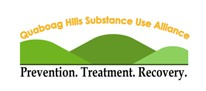 Quaboag Hills Substance Use Alliance
Prevention. Treatment. Recovery.